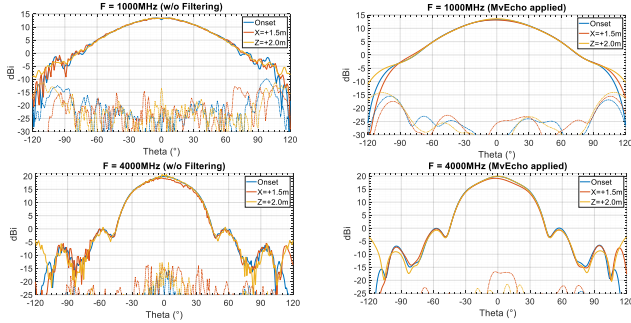 F = 1000MHz (w/o Filtering)
15
10
5
0
-5
-10
-15
-20
-25
-30
dBi
-120 -90 -60 -30 0 30 60 90 120
Theta (°)
Onset
X=+1.5m
Z=+2.0m
F = 1000MHz (MvEcho applied)
15
10
5
0
-5
-10
-15
-20
-25
-30
dBi
-120 -90 -60 -30 0 30 60 90 120
Theta (°)
Onset
X=+1.5m
Z=+2.0m
F = 4000MHz (w/o Filtering)
20
15
10
5
0
-5
-10
-15
-20
-25
dBi
-120 -90 -60 -30 0 30 60 90 120
Theta (°)
Onset
X=+1.5m
Z=+2.0m
F = 4000MHz (MvEcho applied)
20
15
10
5
0
-5
-10
-15
-20
-25
dBi
-120 -90 -60 -30 0 30 60 90 120
Theta (°)
Onset
X=+1.5m
Z=+2.0m